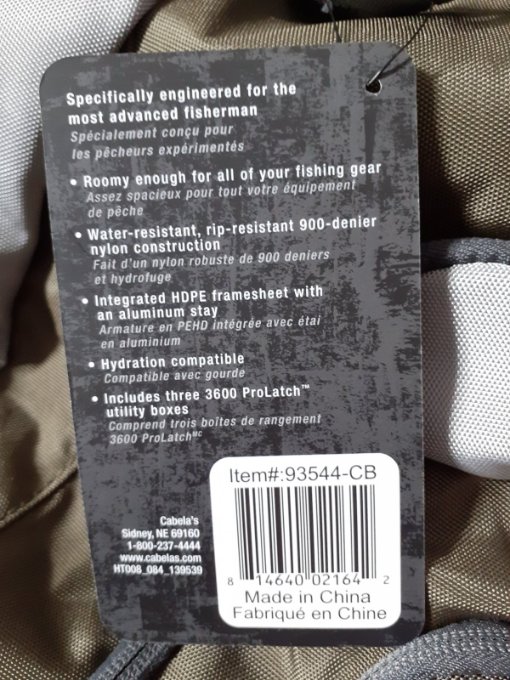 Specifically engineered for the
most advanced fisherman
Spécialement conçu pour
les pêcheurs expérimentés
• Roomy enough for all of your fishing gear
Assez spacieux pour tout votre équipement
de pêche
• Water-resistant, rip-resistant 900-denier
nylon construction
Fait d'un nylon robuste de 900 deniers
et hydrofuge
• Integrated HDPE framesheet with
an aluminum stay
Armature en PEHD intégrée avec étai
en aluminium
• Hydration compatible
Compatible avec gourde
• Includes three 3600 ProLatch™
utility boxes
Comprend trois boîtes de rangement
3600 ProLatchᴹᶜ
Cabela's
Sidney, NE 69160
1-800-237-4444
www.cabelas.com
HT008_084_139539
Item#:93544-CB
8 14640 02164 2
Made in China
Fabriqué en Chine